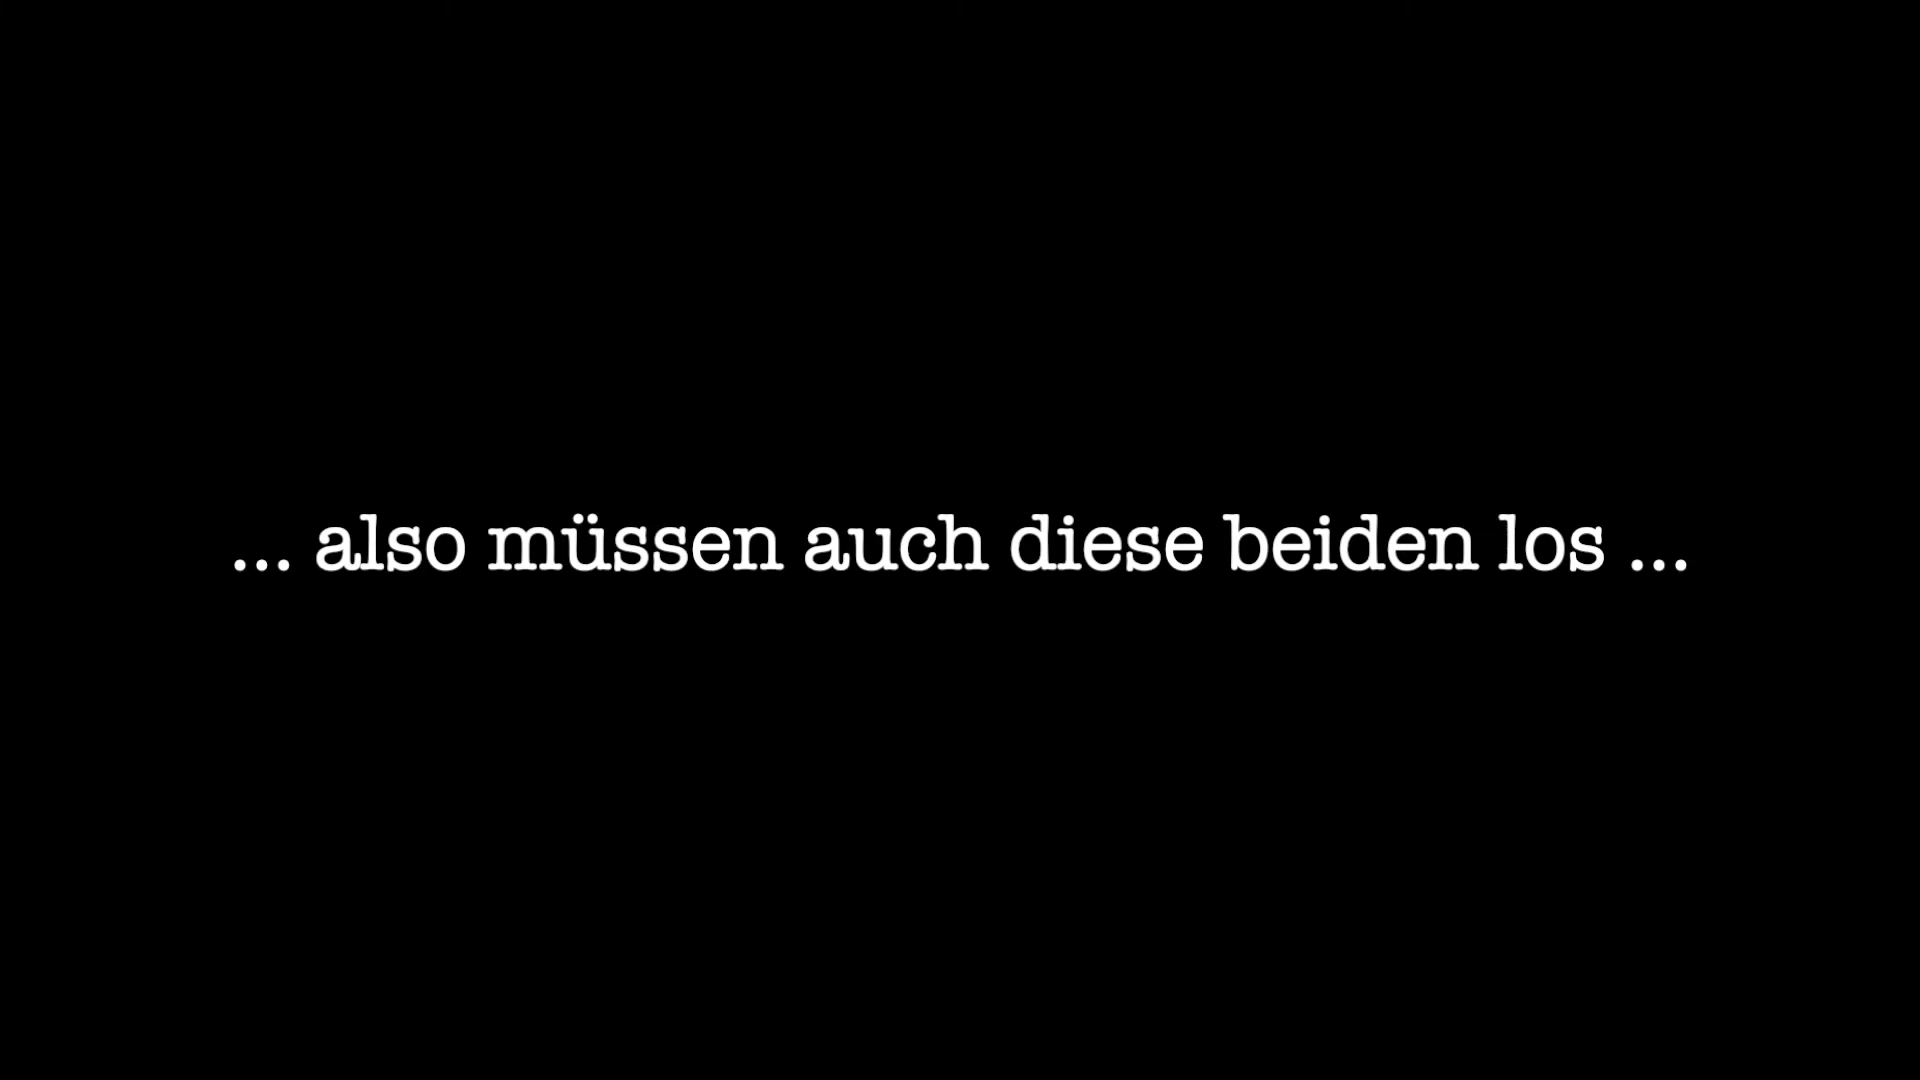 ... also müssen auch diese beiden los ...